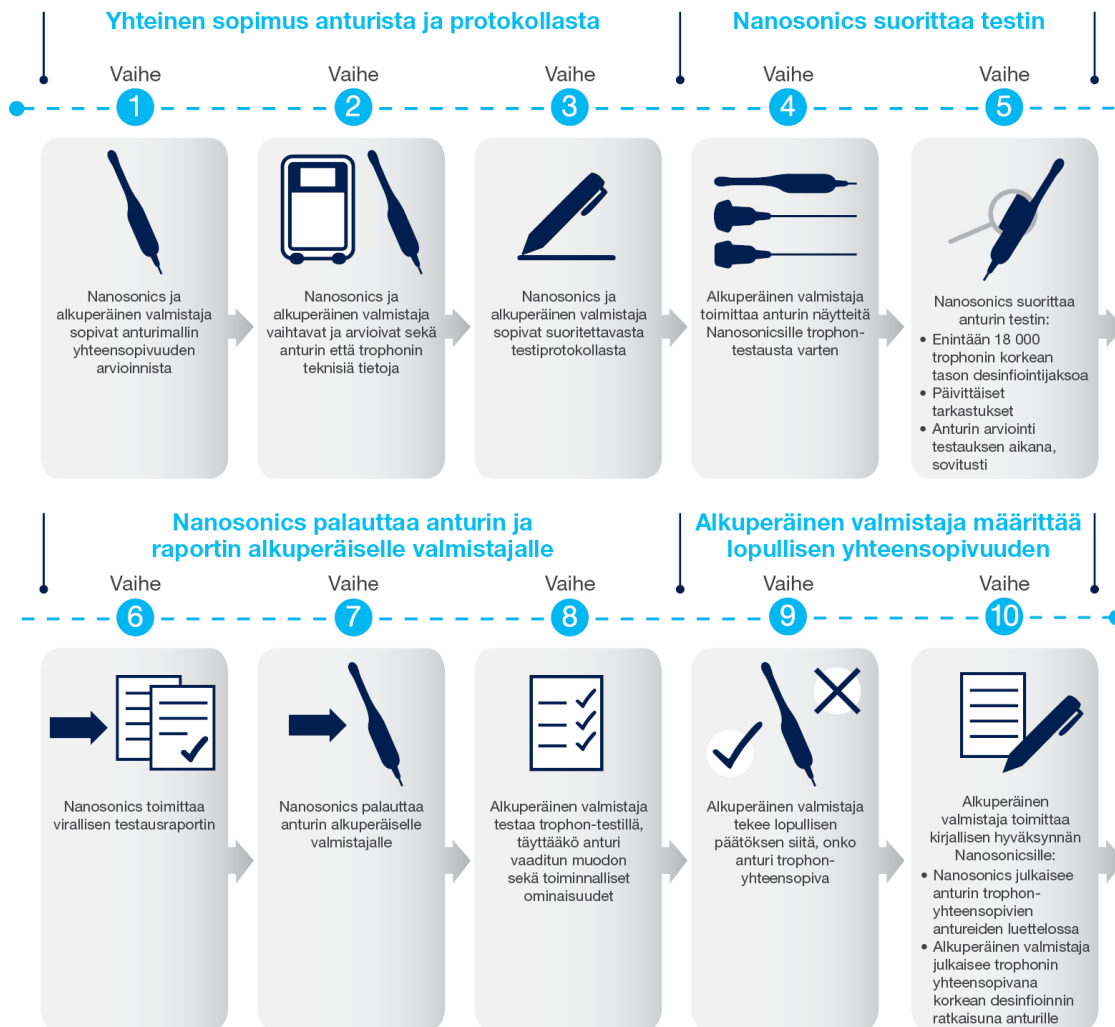 Yhteinen sopimus anturista ja protokollasta
Nanosonics suorittaa testin
Vaihe
1
Vaihe
2
Vaihe
3
Vaihe
4
Vaihe
5
Nanosonics ja
alkuperäinen valmistaja
sopivat anturimallin
yhteensopivuuden
arvioinnista
Nanosonics ja
alkuperäinen valmistaja
vaihtavat ja arvioivat sekä
anturin että trophonin
teknisiä tietoja
Nanosonics ja
alkuperäinen valmistaja
sopivat suoritettavasta
testiprotokollasta
Alkuperäinen valmistaja
toimittaa anturin näytteitä
Nanosonicsille trophon-
testausta varten
Nanosonics suorittaa
anturin testin:
• Enintään 18 000
trophonin korkean
tason desinfiointijaksoa
• Päivittäiset
tarkastukset
• Anturin arviointi
testauksen aikana,
sovitusti
Nanosonics palauttaa anturin ja
raportin alkuperäiselle valmistajalle
Alkuperäinen valmistaja määrittää
lopullisen yhteensopivuuden
Vaihe
6
Vaihe
7
Vaihe
8
Vaihe
9
Vaihe
10
Nanosonics toimittaa
virallisen testausraportin
Nanosonics palauttaa
anturin alkuperäiselle
valmistajalle
Alkuperäinen valmistaja
testaa trophon-testillä,
täyttääkö anturi
vaaditun muodon
sekä toiminnalliset
ominaisuudet
Alkuperäinen valmistaja
tekee lopullisen
päätöksen siitä, onko
anturi trophon-
yhteensopiva
Alkuperäinen
valmistaja toimittaa
kirjallisen hyväksynnän
Nanosonicsille:
• Nanosonics julkaisee
anturin trophon-
yhteensopivien
antureiden luettelossa
• Alkuperäinen valmistaja
julkaisee trophonin
yhteensopivana
korkean desinfioinnin
ratkaisuna anturille